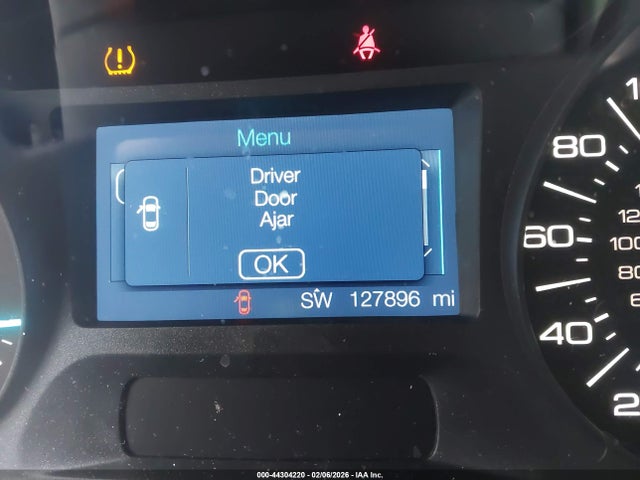 Menu
Driver
Door
Ajar
OK
SW 127896 mi
80
60
40
000-44304220 - 02/06/2026 - IAA Inc.